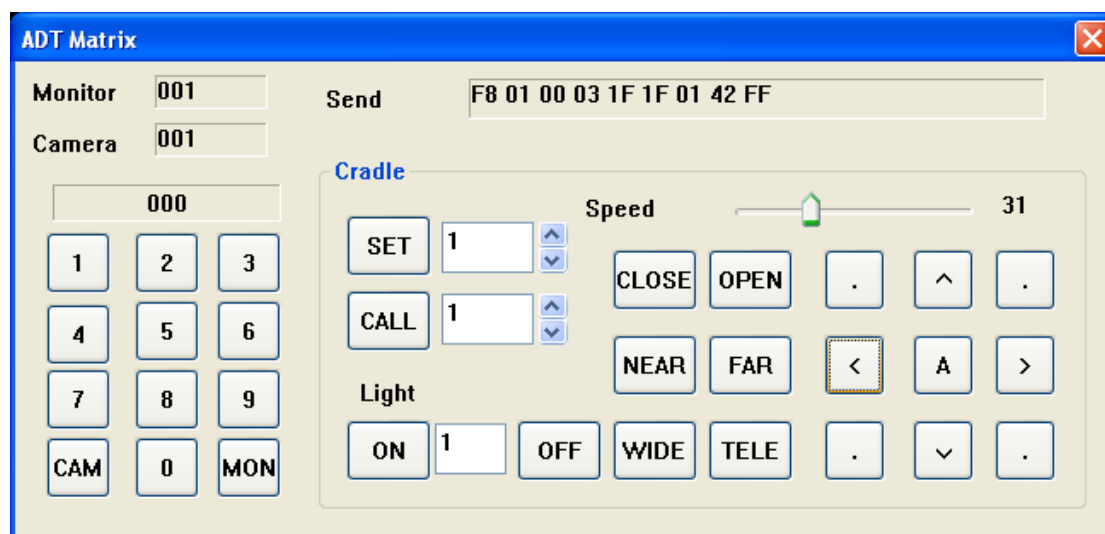 ADT Matrix
Monitor 001
Camera 001
Send F8 01 00 03 1F 1F 01 42 FF
000
1 2 3
4 5 6
7 8 9
CAM 0 MON
Cradle
Speed 31
SET 1
CALL 1
Light
ON 1 OFF
CLOSE OPEN . ^ .
NEAR FAR < A >
WIDE TELE . v .